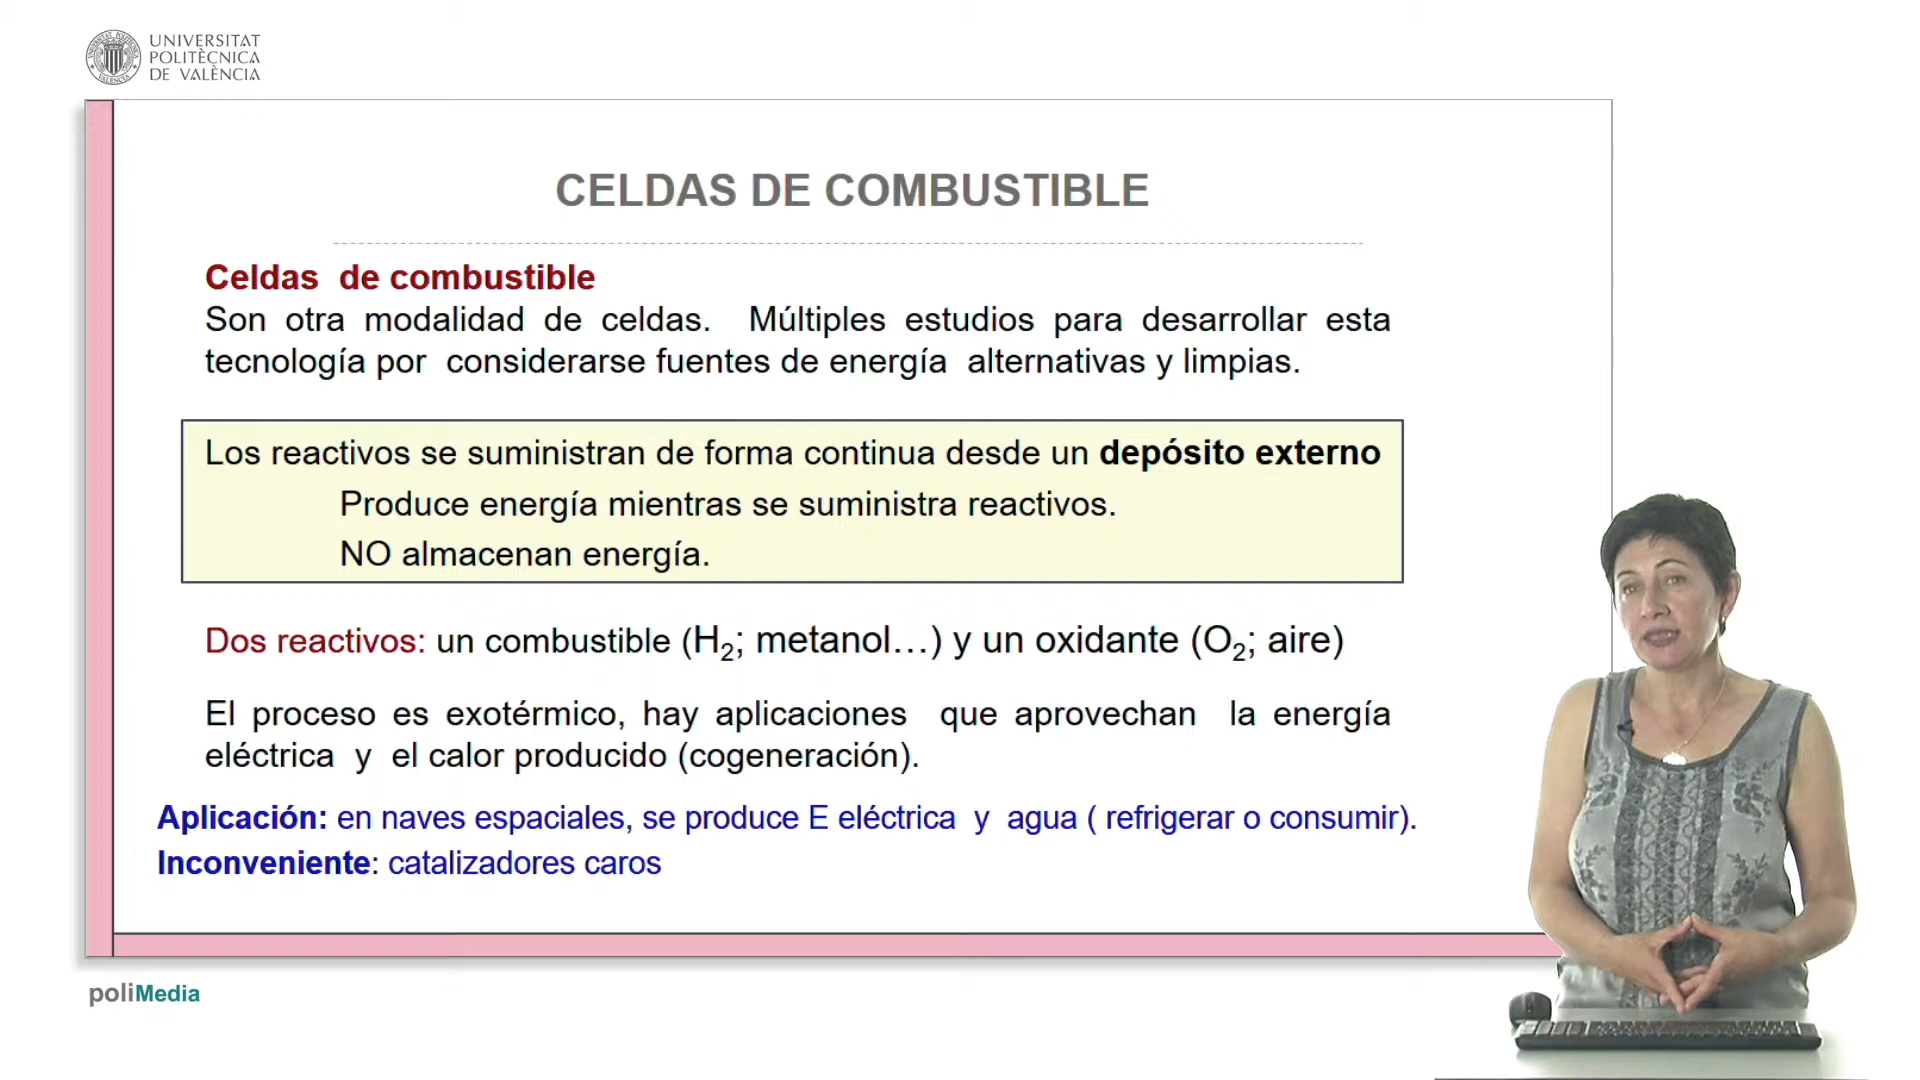 UNIVERSITAT
POLITÈCNICA
DE VALÈNCIA
CELDAS DE COMBUSTIBLE
Celdas de combustible
Son otra modalidad de celdas. Múltiples estudios para desarrollar esta
tecnología por considerarse fuentes de energía alternativas y limpias.
Los reactivos se suministran de forma continua desde un depósito externo
Produce energía mientras se suministra reactivos.
NO almacenan energía.
Dos reactivos: un combustible (H₂; metanol…) y un oxidante (O₂; aire)
El proceso es exotérmico, hay aplicaciones que aprovechan la energía
eléctrica y el calor producido (cogeneración).
Aplicación: en naves espaciales, se produce E eléctrica y agua ( refrigerar o consumir).
Inconveniente: catalizadores caros
poliMedia